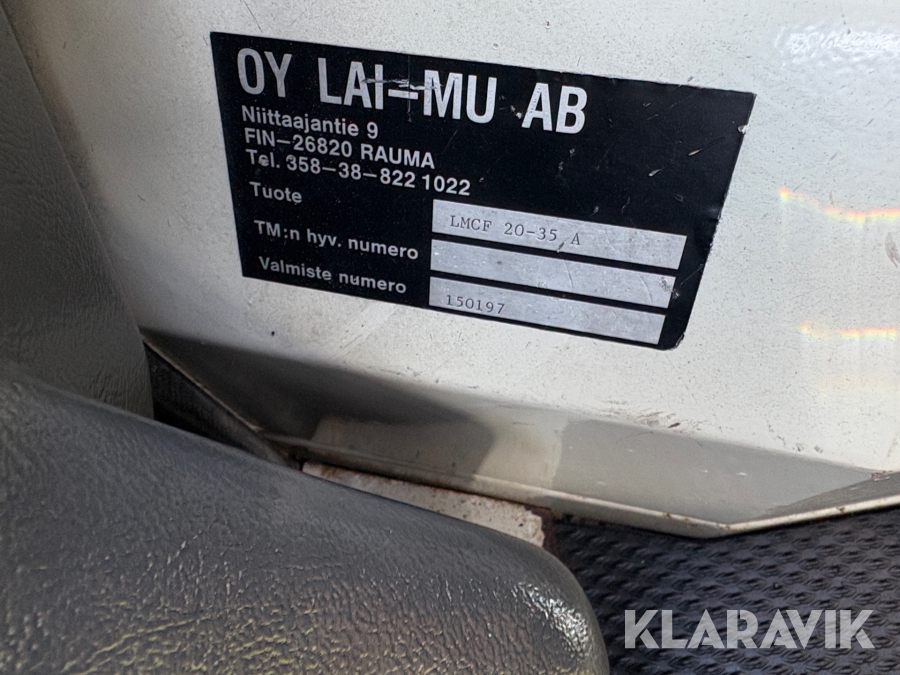 OY LAI-MU AB
Niittaajantie 9
FIN-26820 RAUMA
Tel. 358-38-822 1022
Tuote LMCF 20-35 A
TM:n hyv. numero
Valmiste numero 150197
KLARAVIK